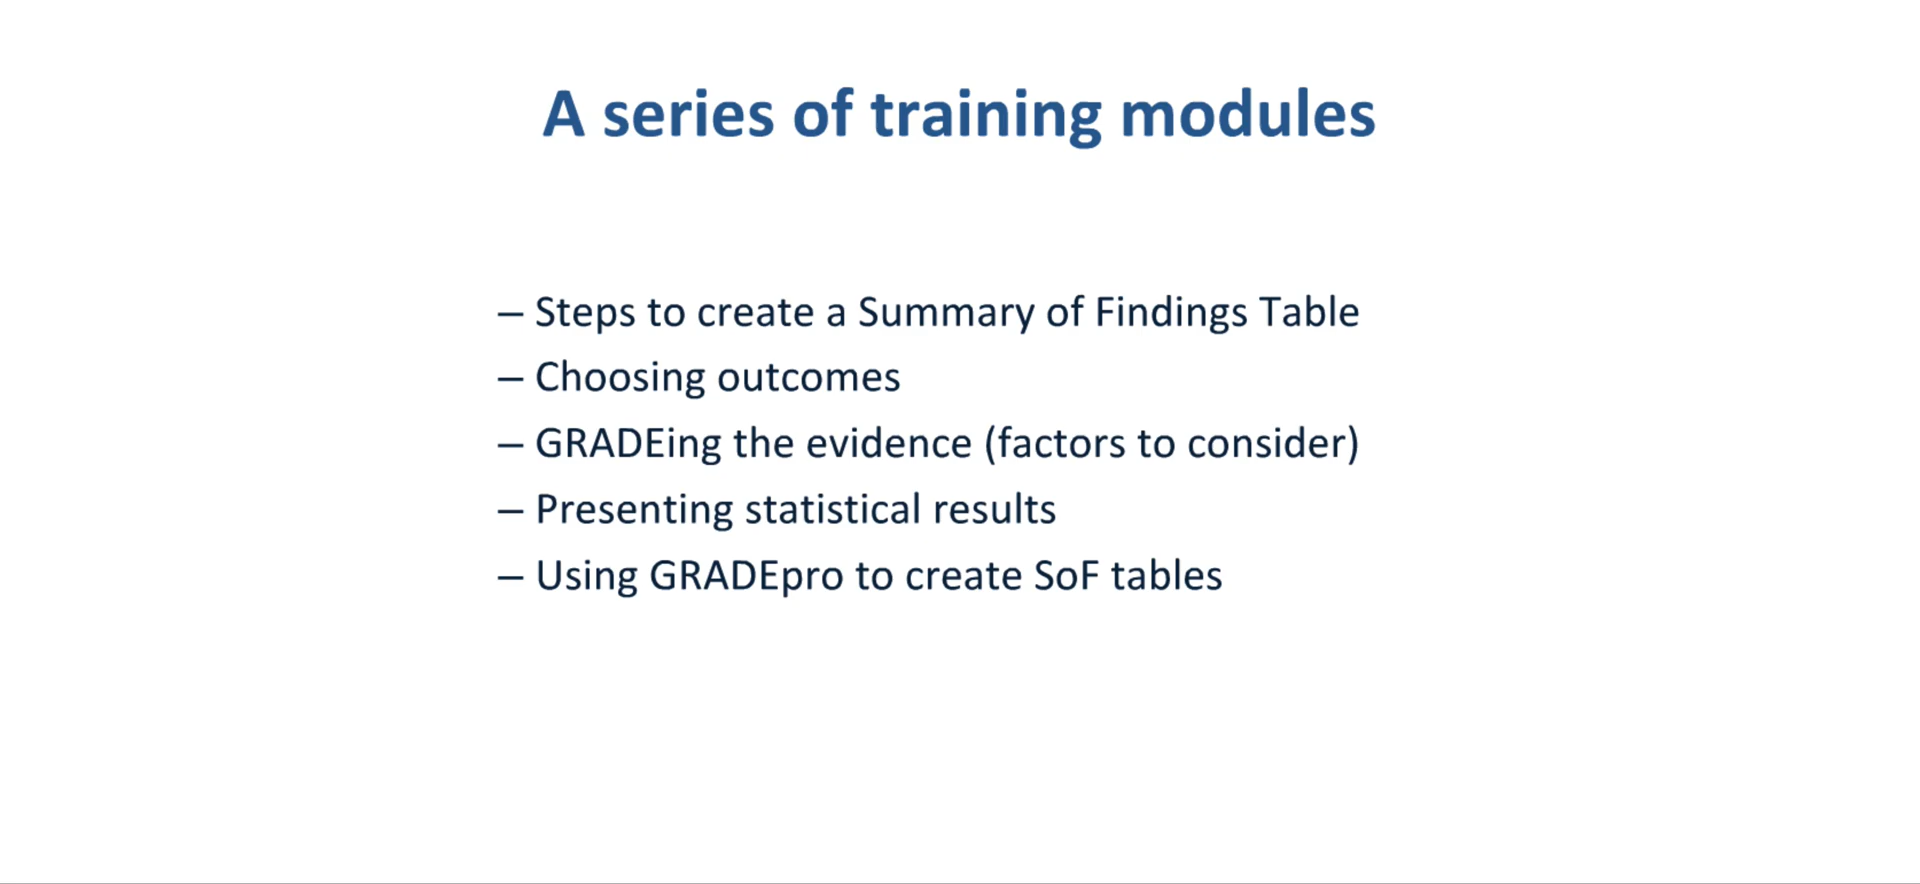 A series of training modules
– Steps to create a Summary of Findings Table
– Choosing outcomes
– GRADEing the evidence (factors to consider)
– Presenting statistical results
– Using GRADEpro to create SoF tables